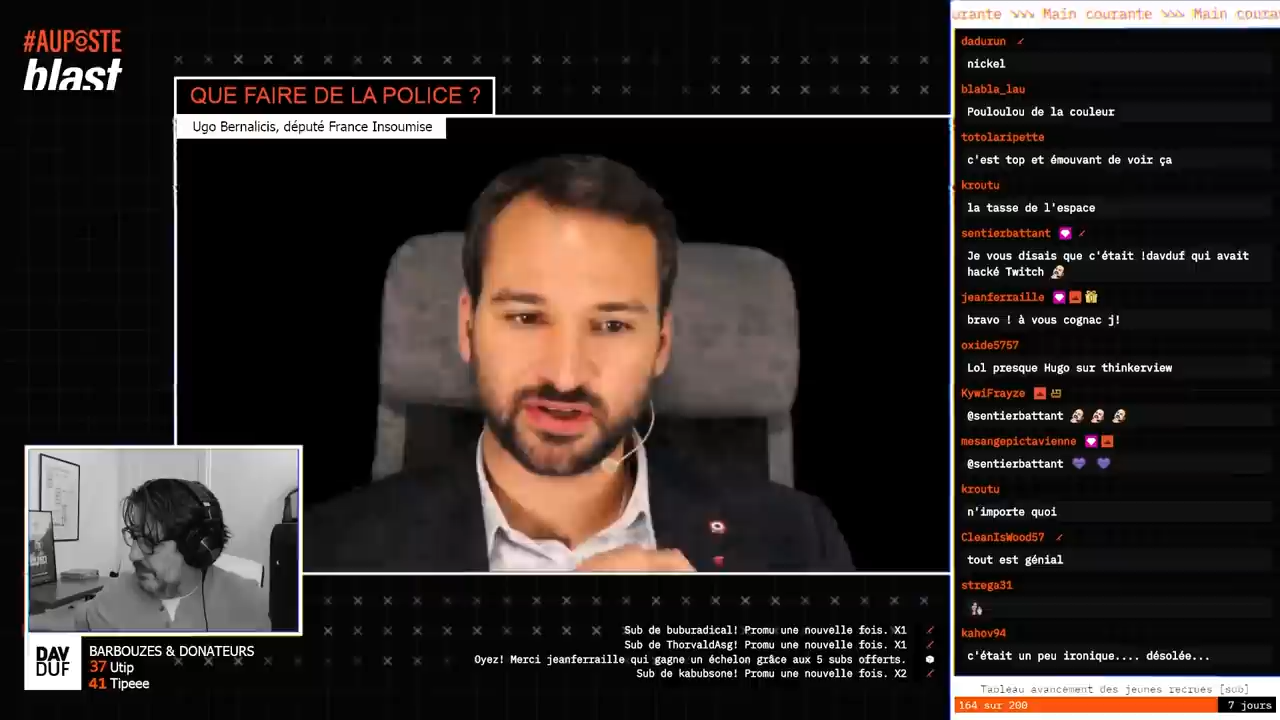 #AUPOSTE
blast
QUE FAIRE DE LA POLICE ?
Ugo Bernalicis, député France Insoumise
DAV
DUF
BARBOUZES & DONATEURS
37 Utip
41 Tipeee
Sub de buburadical! Promu une nouvelle fois. X1
Sub de ThorvaldAsg! Promu une nouvelle fois. X1
Oyez! Merci jeanferraille qui gagne un échelon grâce aux 5 subs offerts.
Sub de kabubsone! Promu une nouvelle fois. X2
urante >>> Main courante >>> Main coura
dadurun
nickel
blabla_lau
Pouloulou de la couleur
totolaripette
c'est top et émouvant de voir ça
kroutu
la tasse de l'espace
sentierbattant
Je vous disais que c'était !davduf qui avait
hacké Twitch
jeanferraille
bravo ! à vous cognac j!
oxide5757
Lol presque Hugo sur thinkerview
KywiFrayze
@sentierbattant
mesangepictavienne
@sentierbattant
kroutu
n'importe quoi
CleanIsWood57
tout est génial
strega31
kahov94
c'était un peu ironique.... désolée...
Tableau avancement des jeunes recrues [sub]
164 sur 200
7 jours